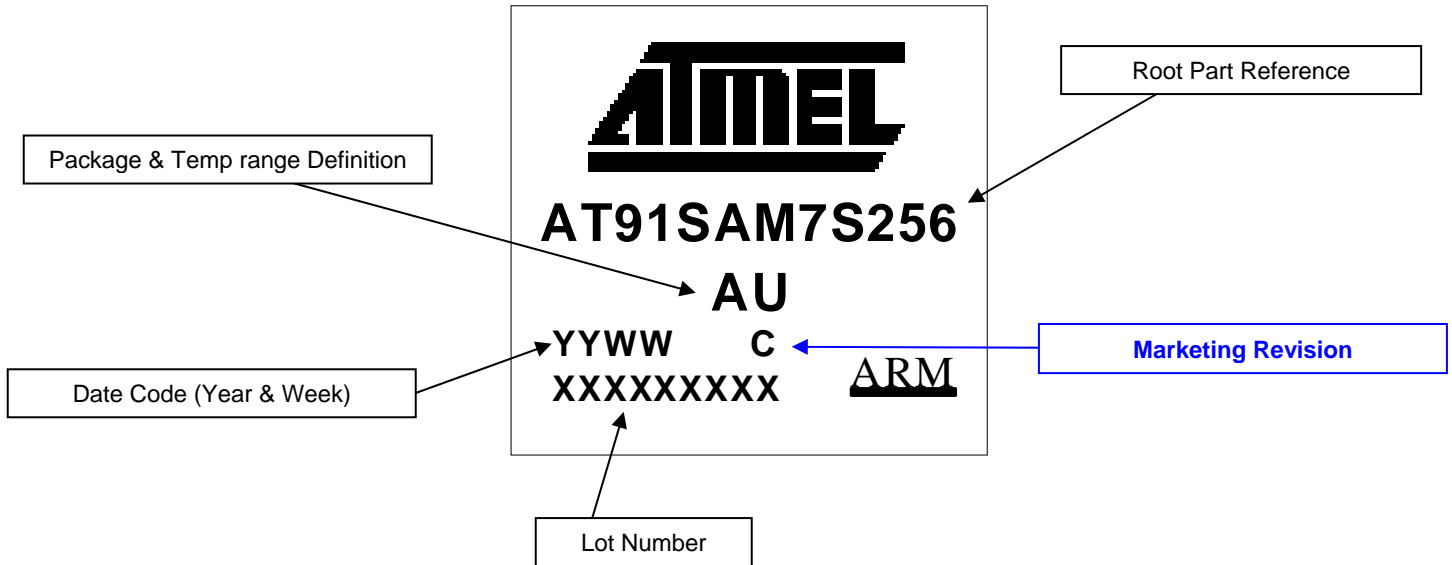 ATMEL
Root Part Reference
Package & Temp range Definition
AT91SAM7S256
AU
YYWW C
Marketing Revision
ARM
Date Code (Year & Week)
XXXXXXXXX
Lot Number